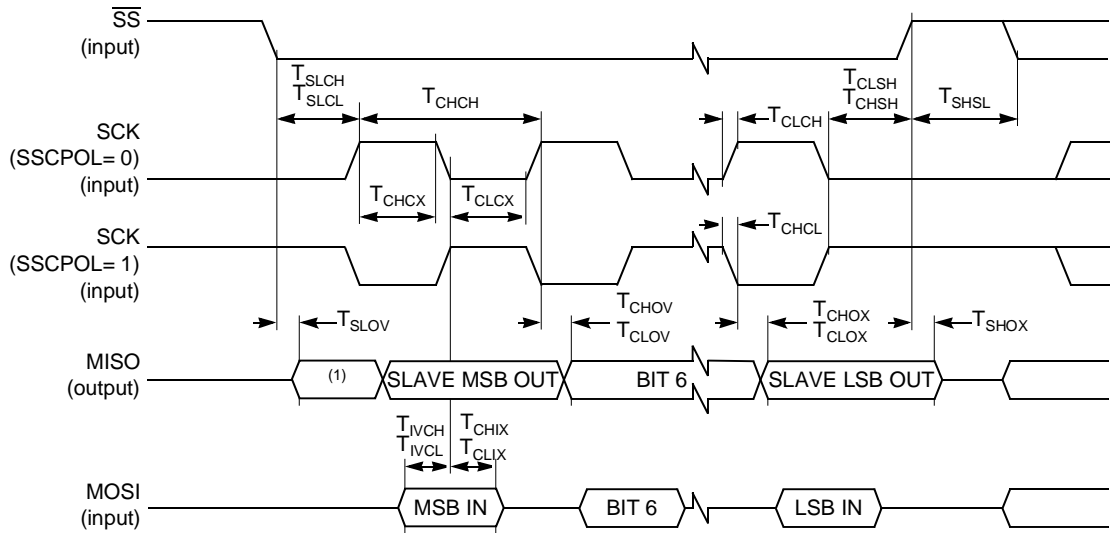 SS
(input)
TSLCH
TSLCL
TCHCH
TCLCH
TCLSH
TCHSH
TSHSL
SCK
(SSCPOL= 0)
(input)
TCHCX
TCLCX
SCK
(SSCPOL= 1)
(input)
TCHCL
TSLOV
TCHOV
TCLOV
TCHOX
TCLOX
TSHOX
MISO
(output)
(1)
SLAVE MSB OUT
BIT 6
SLAVE LSB OUT
TIVCH
TIVCL
TCHIX
TCLIX
MOSI
(input)
MSB IN
BIT 6
LSB IN